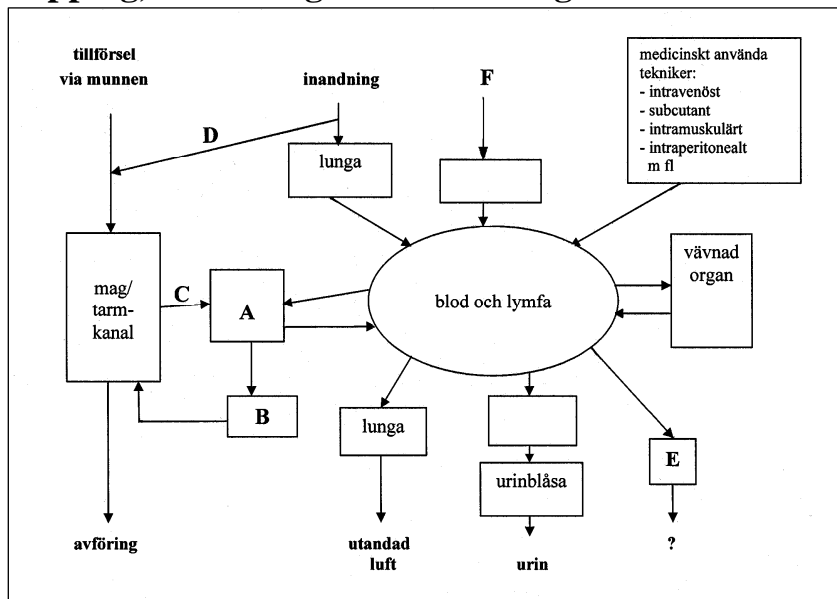 tillförsel
via munnen
inandning
F
medicinskt använda
tekniker:
- intravenöst
- subcutant
- intramuskulärt
- intraperitonealt
m fl
D
lunga
mag/
tarm-
kanal
C
A
blod och lymfa
vävnad
organ
B
lunga
urinblåsa
E
avföring
utandad
luft
urin
?